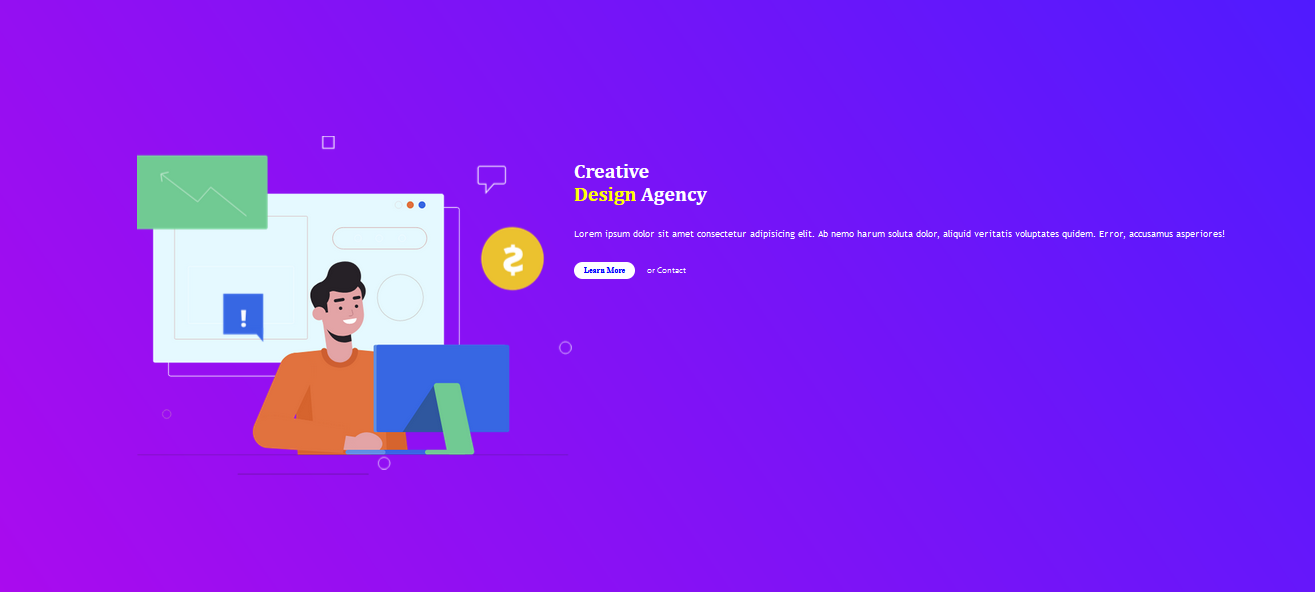 Creative
Design Agency
Lorem ipsum dolor sit amet consectetur adipisicing elit. Ab nemo harum soluta dolor, aliquid veritatis voluptates quidem. Error, accusamus asperiores!
Learn More or Contact
$
!